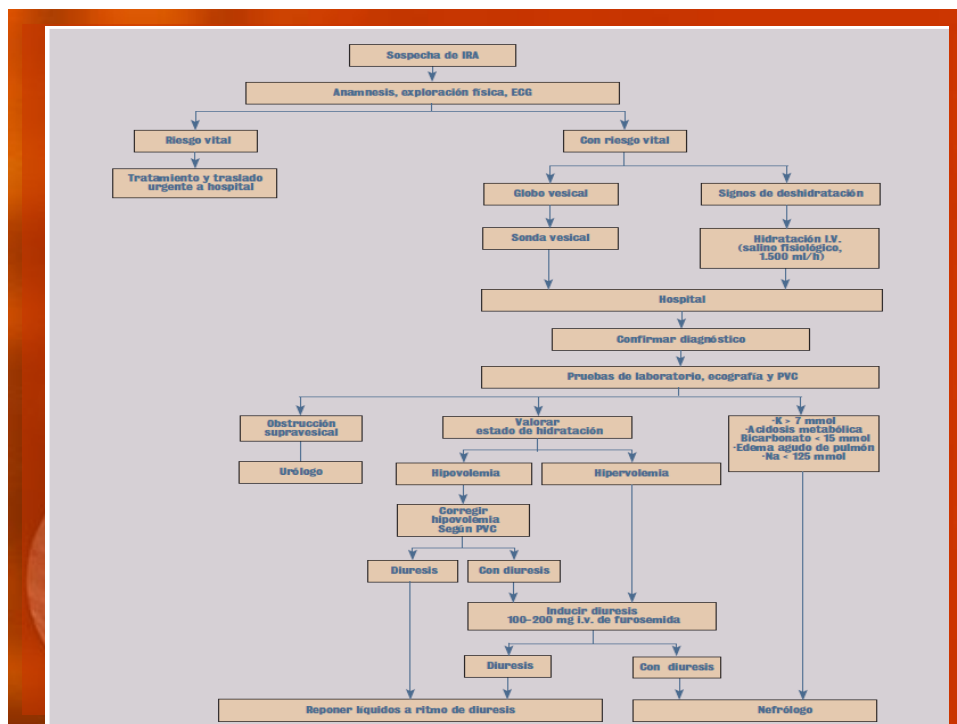 Sospecha de IRA
Anamnesis, exploración física, ECG
Riesgo vital
Con riesgo vital
Tratamiento y traslado
urgente a hospital
Globo vesical
Signos de deshidratación
Sonda vesical
Hidratación I.V.
(salino fisiológico,
1.500 ml/h)
Hospital
Confirmar diagnóstico
Pruebas de laboratorio, ecografía y PVC
Obstrucción
supravesical
Valorar
estado de hidratación
-K > 7 mmol
-Acidosis metabólica
Bicarbonato < 15 mmol
-Edema agudo de pulmón
-Na < 125 mmol
Urólogo
Hipovolemia
Hipervolemia
Corregir
hipovolemia
Según PVC
Diuresis
Con diuresis
Inducir diuresis
100-200 mg i.v. de furosemida
Diuresis
Con diuresis
Reponer líquidos a ritmo de diuresis
Nefrólogo